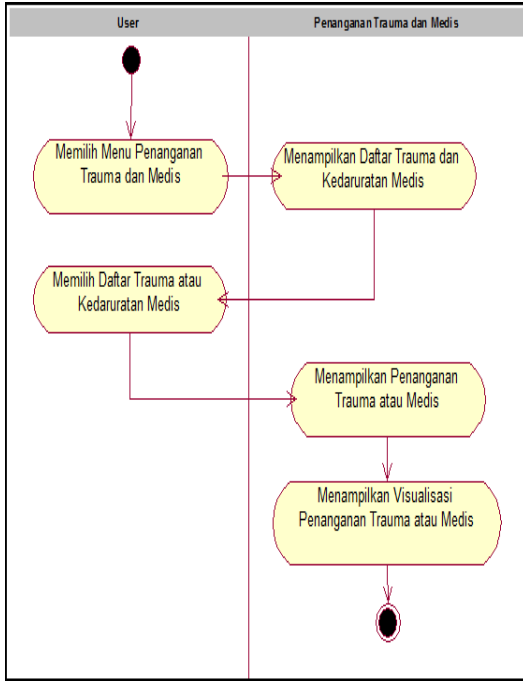 User
Penanganan Trauma dan Medis
Memilih Menu Penanganan
Trauma dan Medis
Menampilkan Daftar Trauma dan
Kedaruratan Medis
Memilih Daftar Trauma atau
Kedaruratan Medis
Menampilkan Penanganan
Trauma atau Medis
Menampilkan Visualisasi
Penanganan Trauma atau Medis